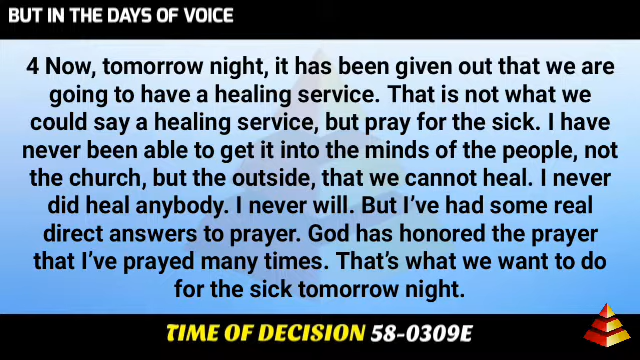 BUT IN THE DAYS OF VOICE
4 Now, tomorrow night, it has been given out that we are
going to have a healing service. That is not what we
could say a healing service, but pray for the sick. I have
never been able to get it into the minds of the people, not
the church, but the outside, that we cannot heal. I never
did heal anybody. I never will. But I’ve had some real
direct answers to prayer. God has honored the prayer
that I’ve prayed many times. That’s what we want to do
for the sick tomorrow night.
TIME OF DECISION 58-0309E